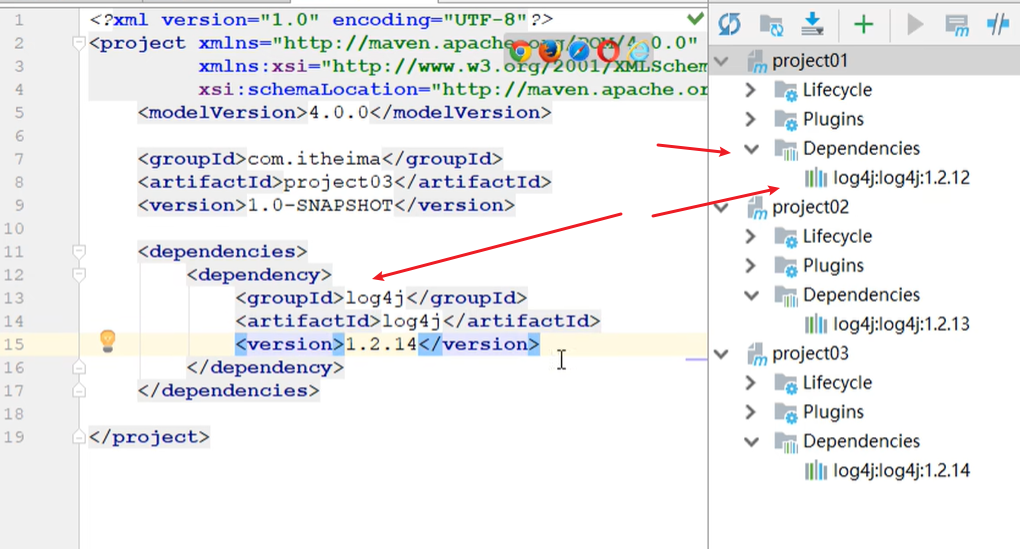 1 <?xml version="1.0" encoding="UTF-8"?>
2 <project xmlns="http://maven.apache.org/POM/4.0.0"
3 xmlns:xsi="http://www.w3.org/2001/XMLSchem
4 xsi:schemaLocation="http://maven.apache.or
5 <modelVersion>4.0.0</modelVersion>
6
7 <groupId>com.itheima</groupId>
8 <artifactId>project03</artifactId>
9 <version>1.0-SNAPSHOT</version>
10
11 <dependencies>
12 <dependency>
13 <groupId>log4j</groupId>
14 <artifactId>log4j</artifactId>
15 <version>1.2.14</version>
16 </dependency>
17 </dependencies>
18
19 </project>
project01
Lifecycle
Plugins
Dependencies
log4j:log4j:1.2.12
project02
Lifecycle
Plugins
Dependencies
log4j:log4j:1.2.13
project03
Lifecycle
Plugins
Dependencies
log4j:log4j:1.2.14